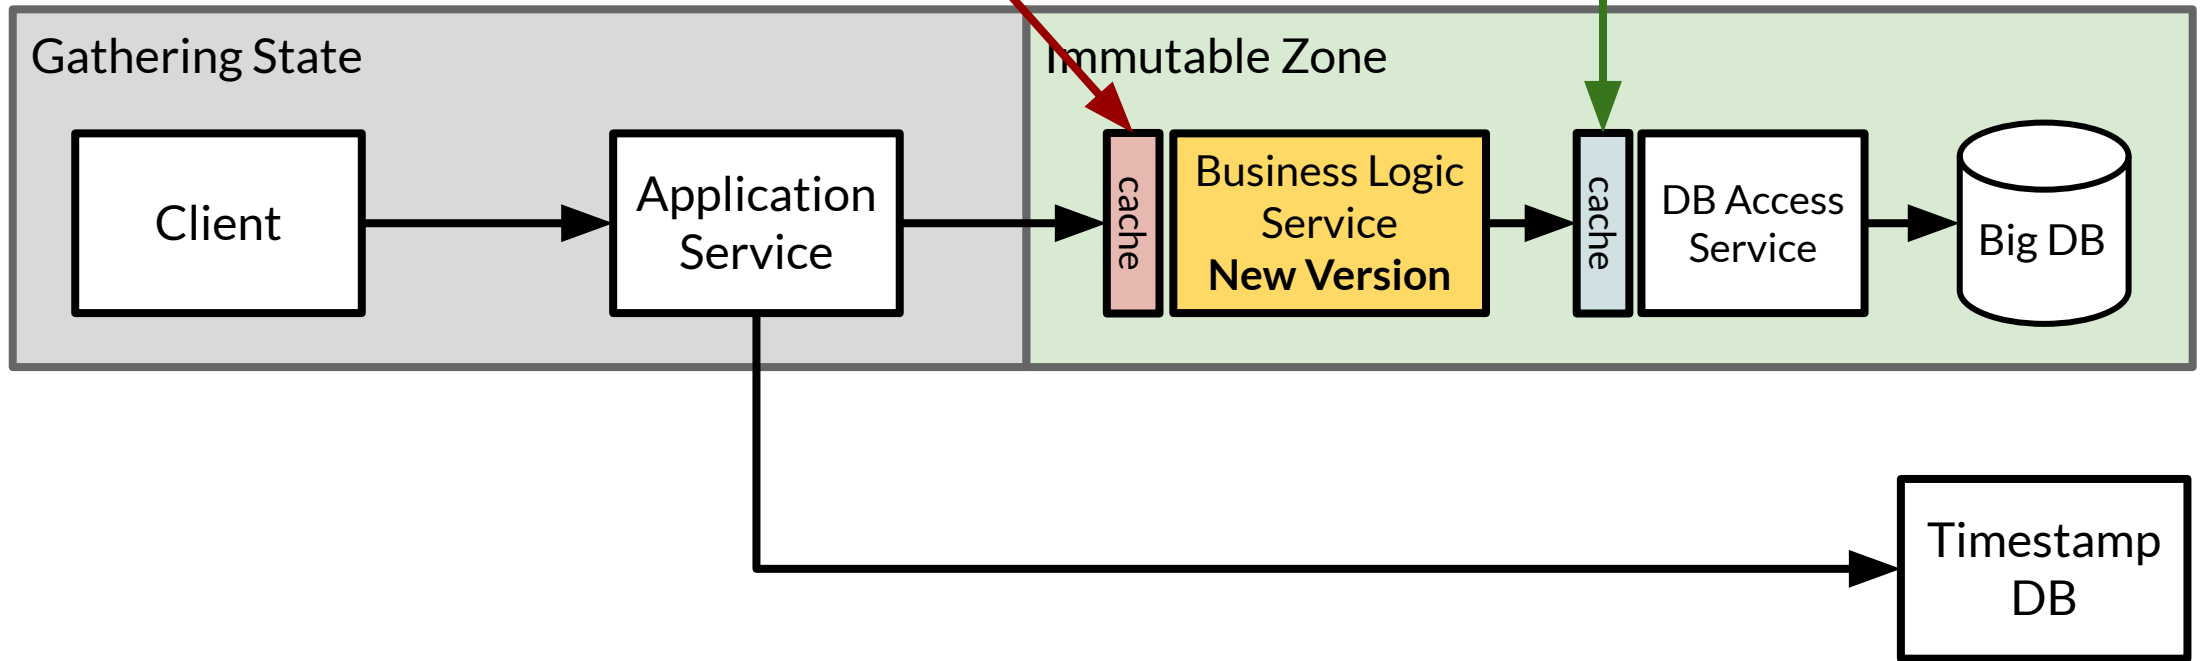 Gathering State
Immutable Zone
Client
Application
Service
cache
Business Logic
Service
New Version
cache
DB Access
Service
Big DB
Timestamp
DB